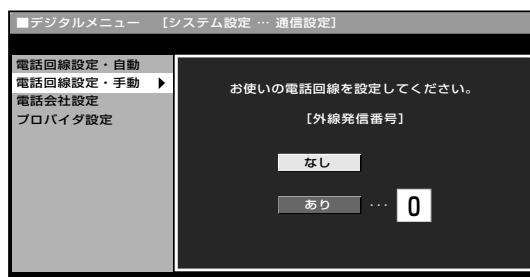 ■デジタルメニュー ［システム設定 … 通信設定］
電話回線設定・自動
電話回線設定・手動 ▶
電話会社設定
プロバイダ設定
お使いの電話回線を設定してください。
［外線発信番号］
なし
あり … 0